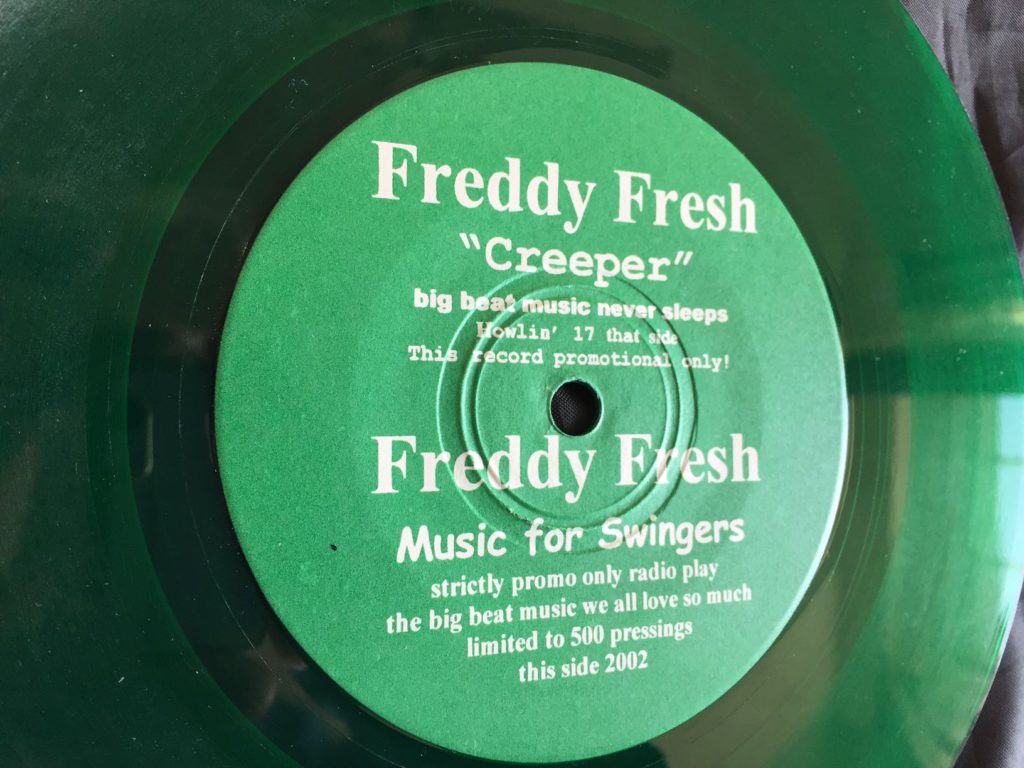 Freddy Fresh
"Creeper"
big beat music never sleeps
Howlin' 17 that side
This record promotional only!
Freddy Fresh
Music for Swingers
strictly promo only radio play
the big beat music we all love so much
limited to 500 pressings
this side 2002